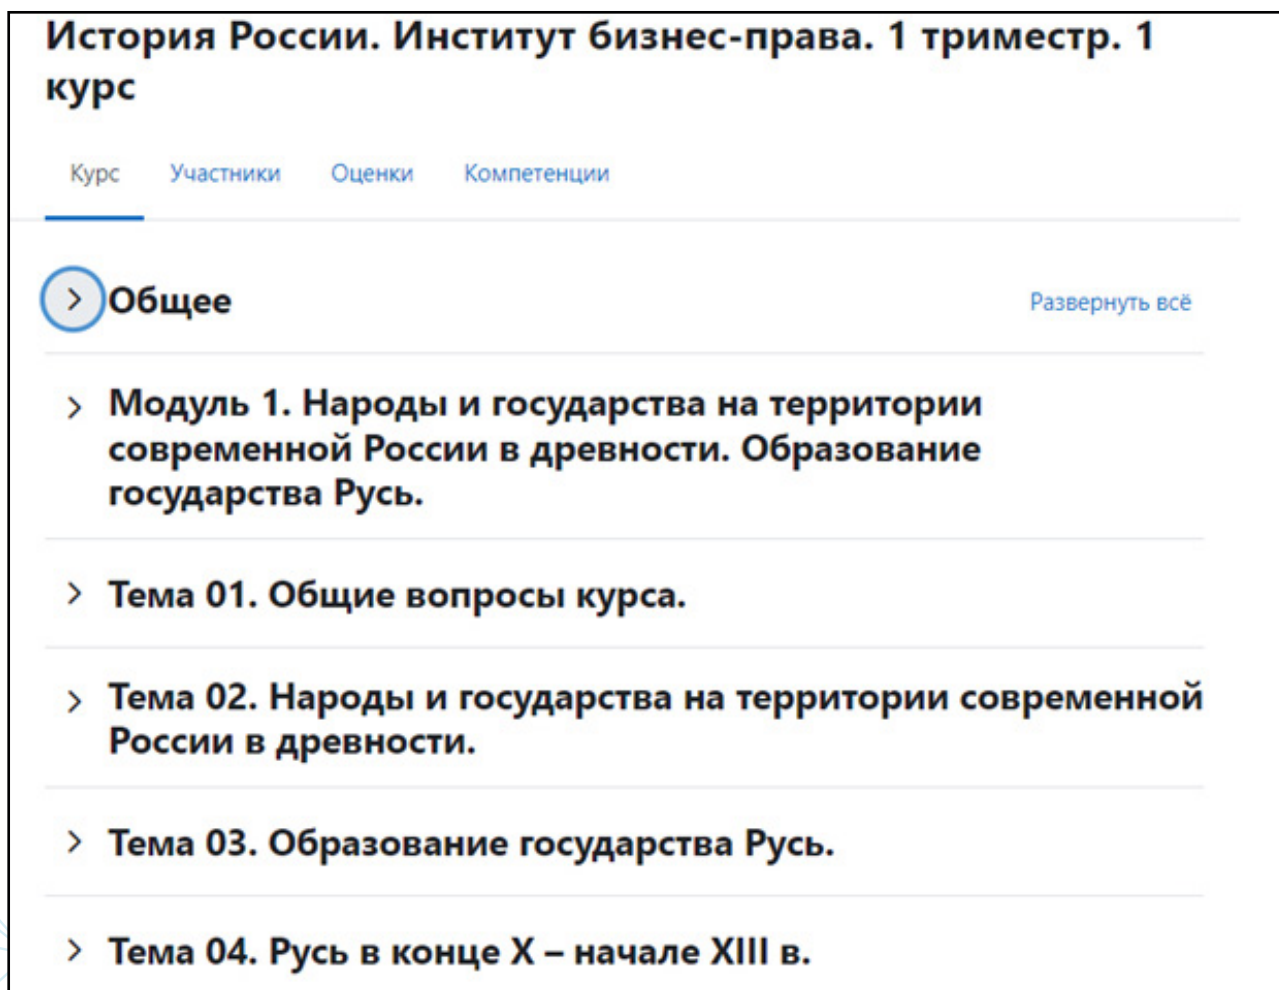 История России. Институт бизнес-права. 1 триместр. 1
курс
Курс Участники Оценки Компетенции
Общее Развернуть всё
Модуль 1. Народы и государства на территории
современной России в древности. Образование
государства Русь.
Тема 01. Общие вопросы курса.
Тема 02. Народы и государства на территории современной
России в древности.
Тема 03. Образование государства Русь.
Тема 04. Русь в конце X – начале XIII в.